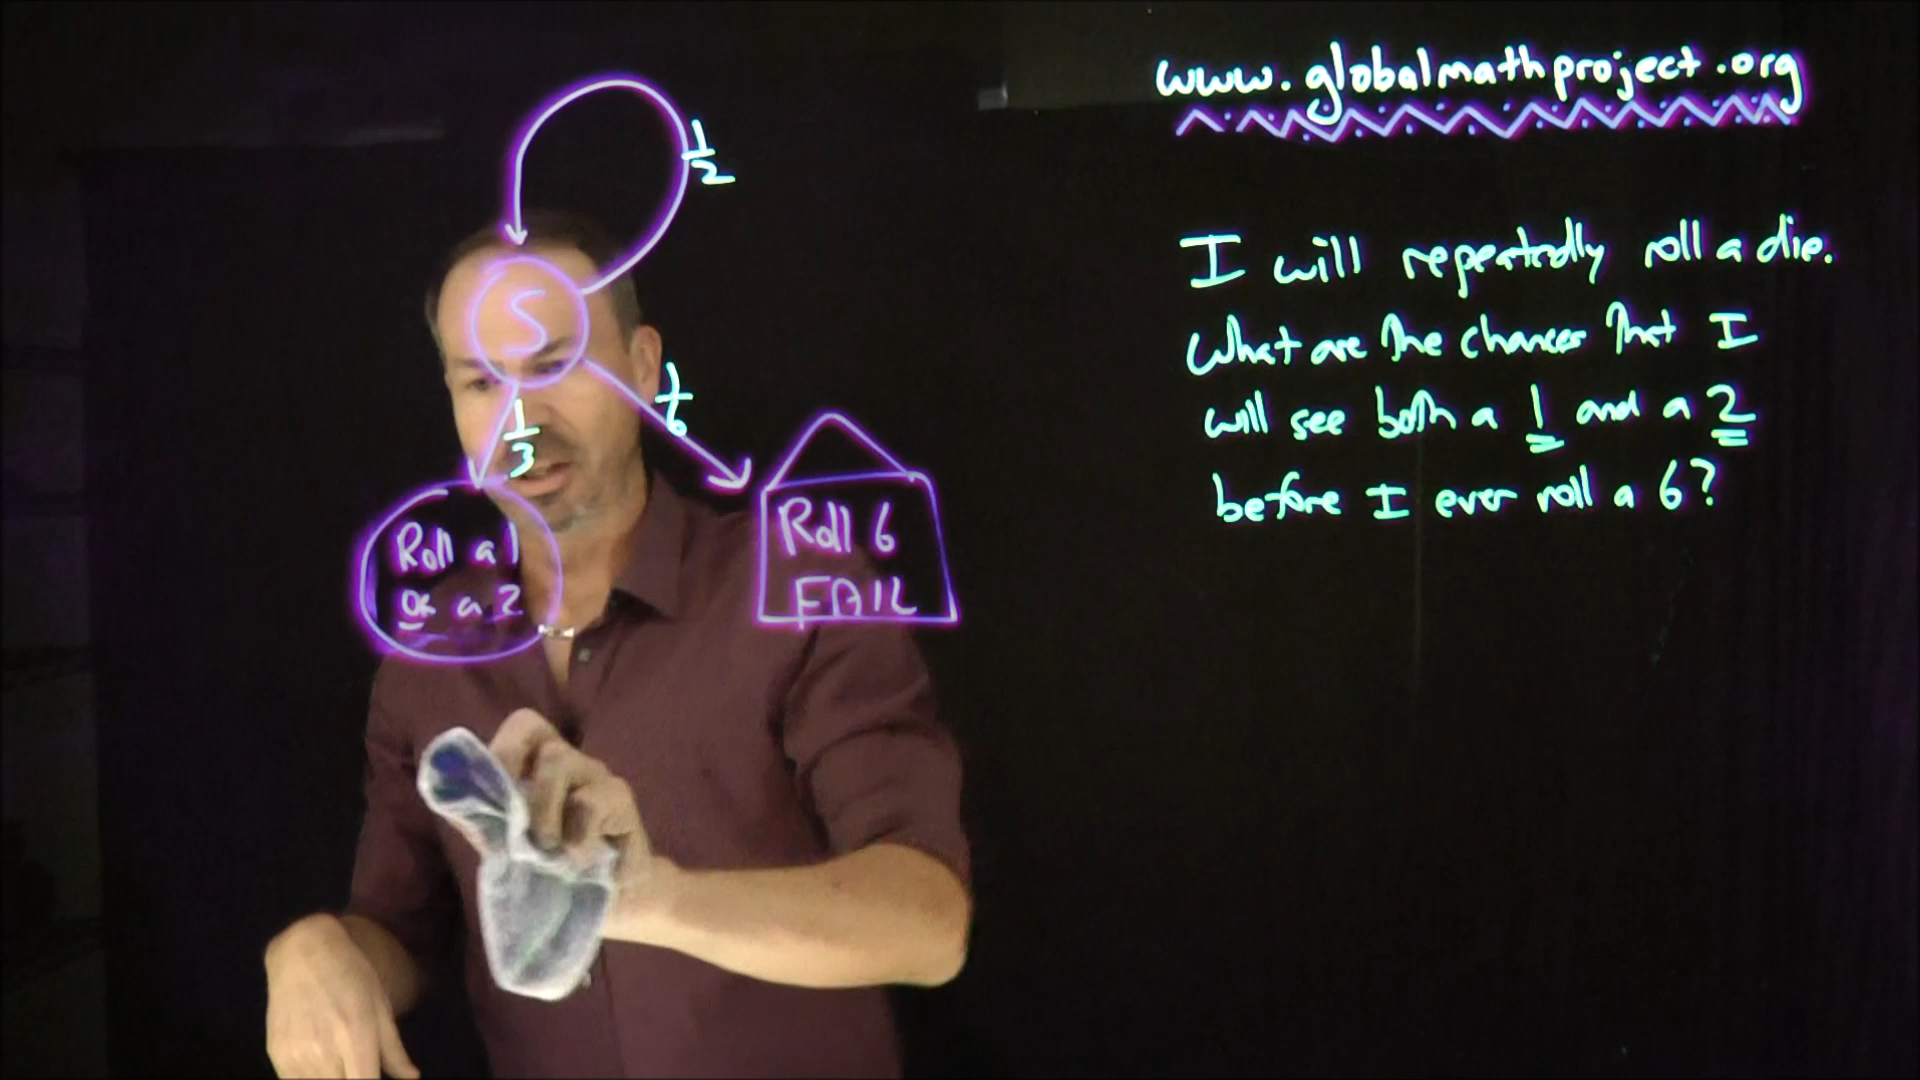 www.globalmathproject.org
I will repeatedly roll a die.
What are the chances that I
will see both a 1 and a 2
before I ever roll a 6?
1/2
S
1/3
1/6
Roll a 1
OR a 2
Roll 6
FAIL